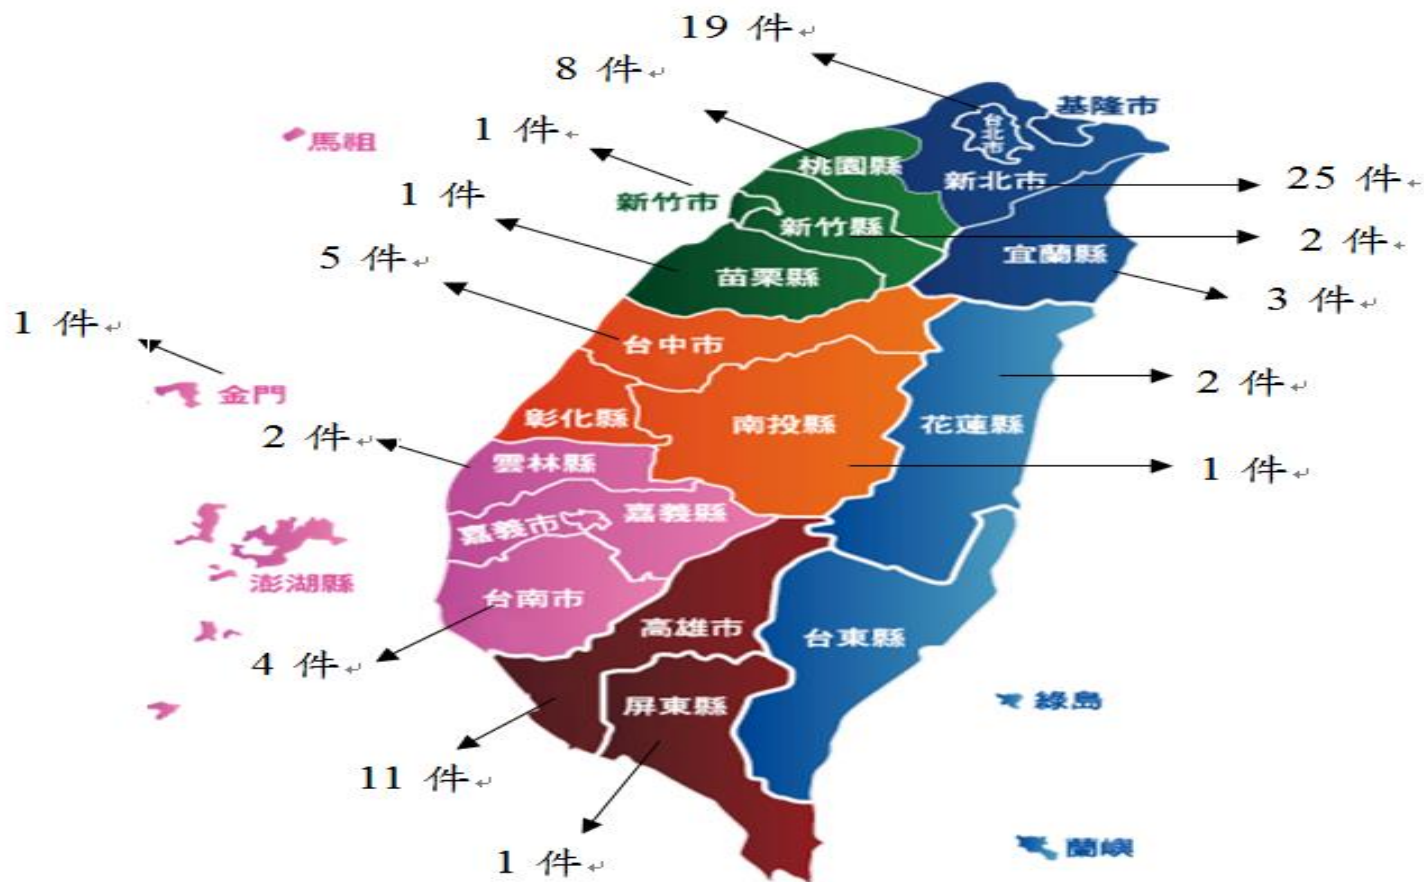 19 件
8 件
基隆市
台北市
1 件
馬祖
桃園縣
新北市
25 件
1 件
新竹市
新竹縣
2 件
5 件
苗栗縣
宜蘭縣
3 件
1 件
台中市
金門
2 件
彰化縣
南投縣
花蓮縣
2 件
雲林縣
1 件
嘉義市
嘉義縣
澎湖縣
台南市
高雄市
台東縣
4 件
屏東縣
綠島
11 件
1 件
蘭嶼